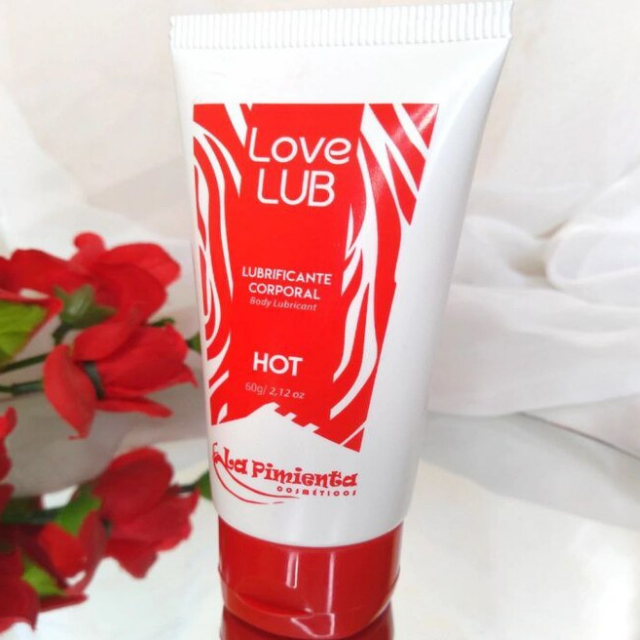 Love
LUB
LUBRIFICANTE
CORPORAL
Body Lubricant
HOT
60g/ 2,12 oz
La Pimienta
COSMÉTICOS